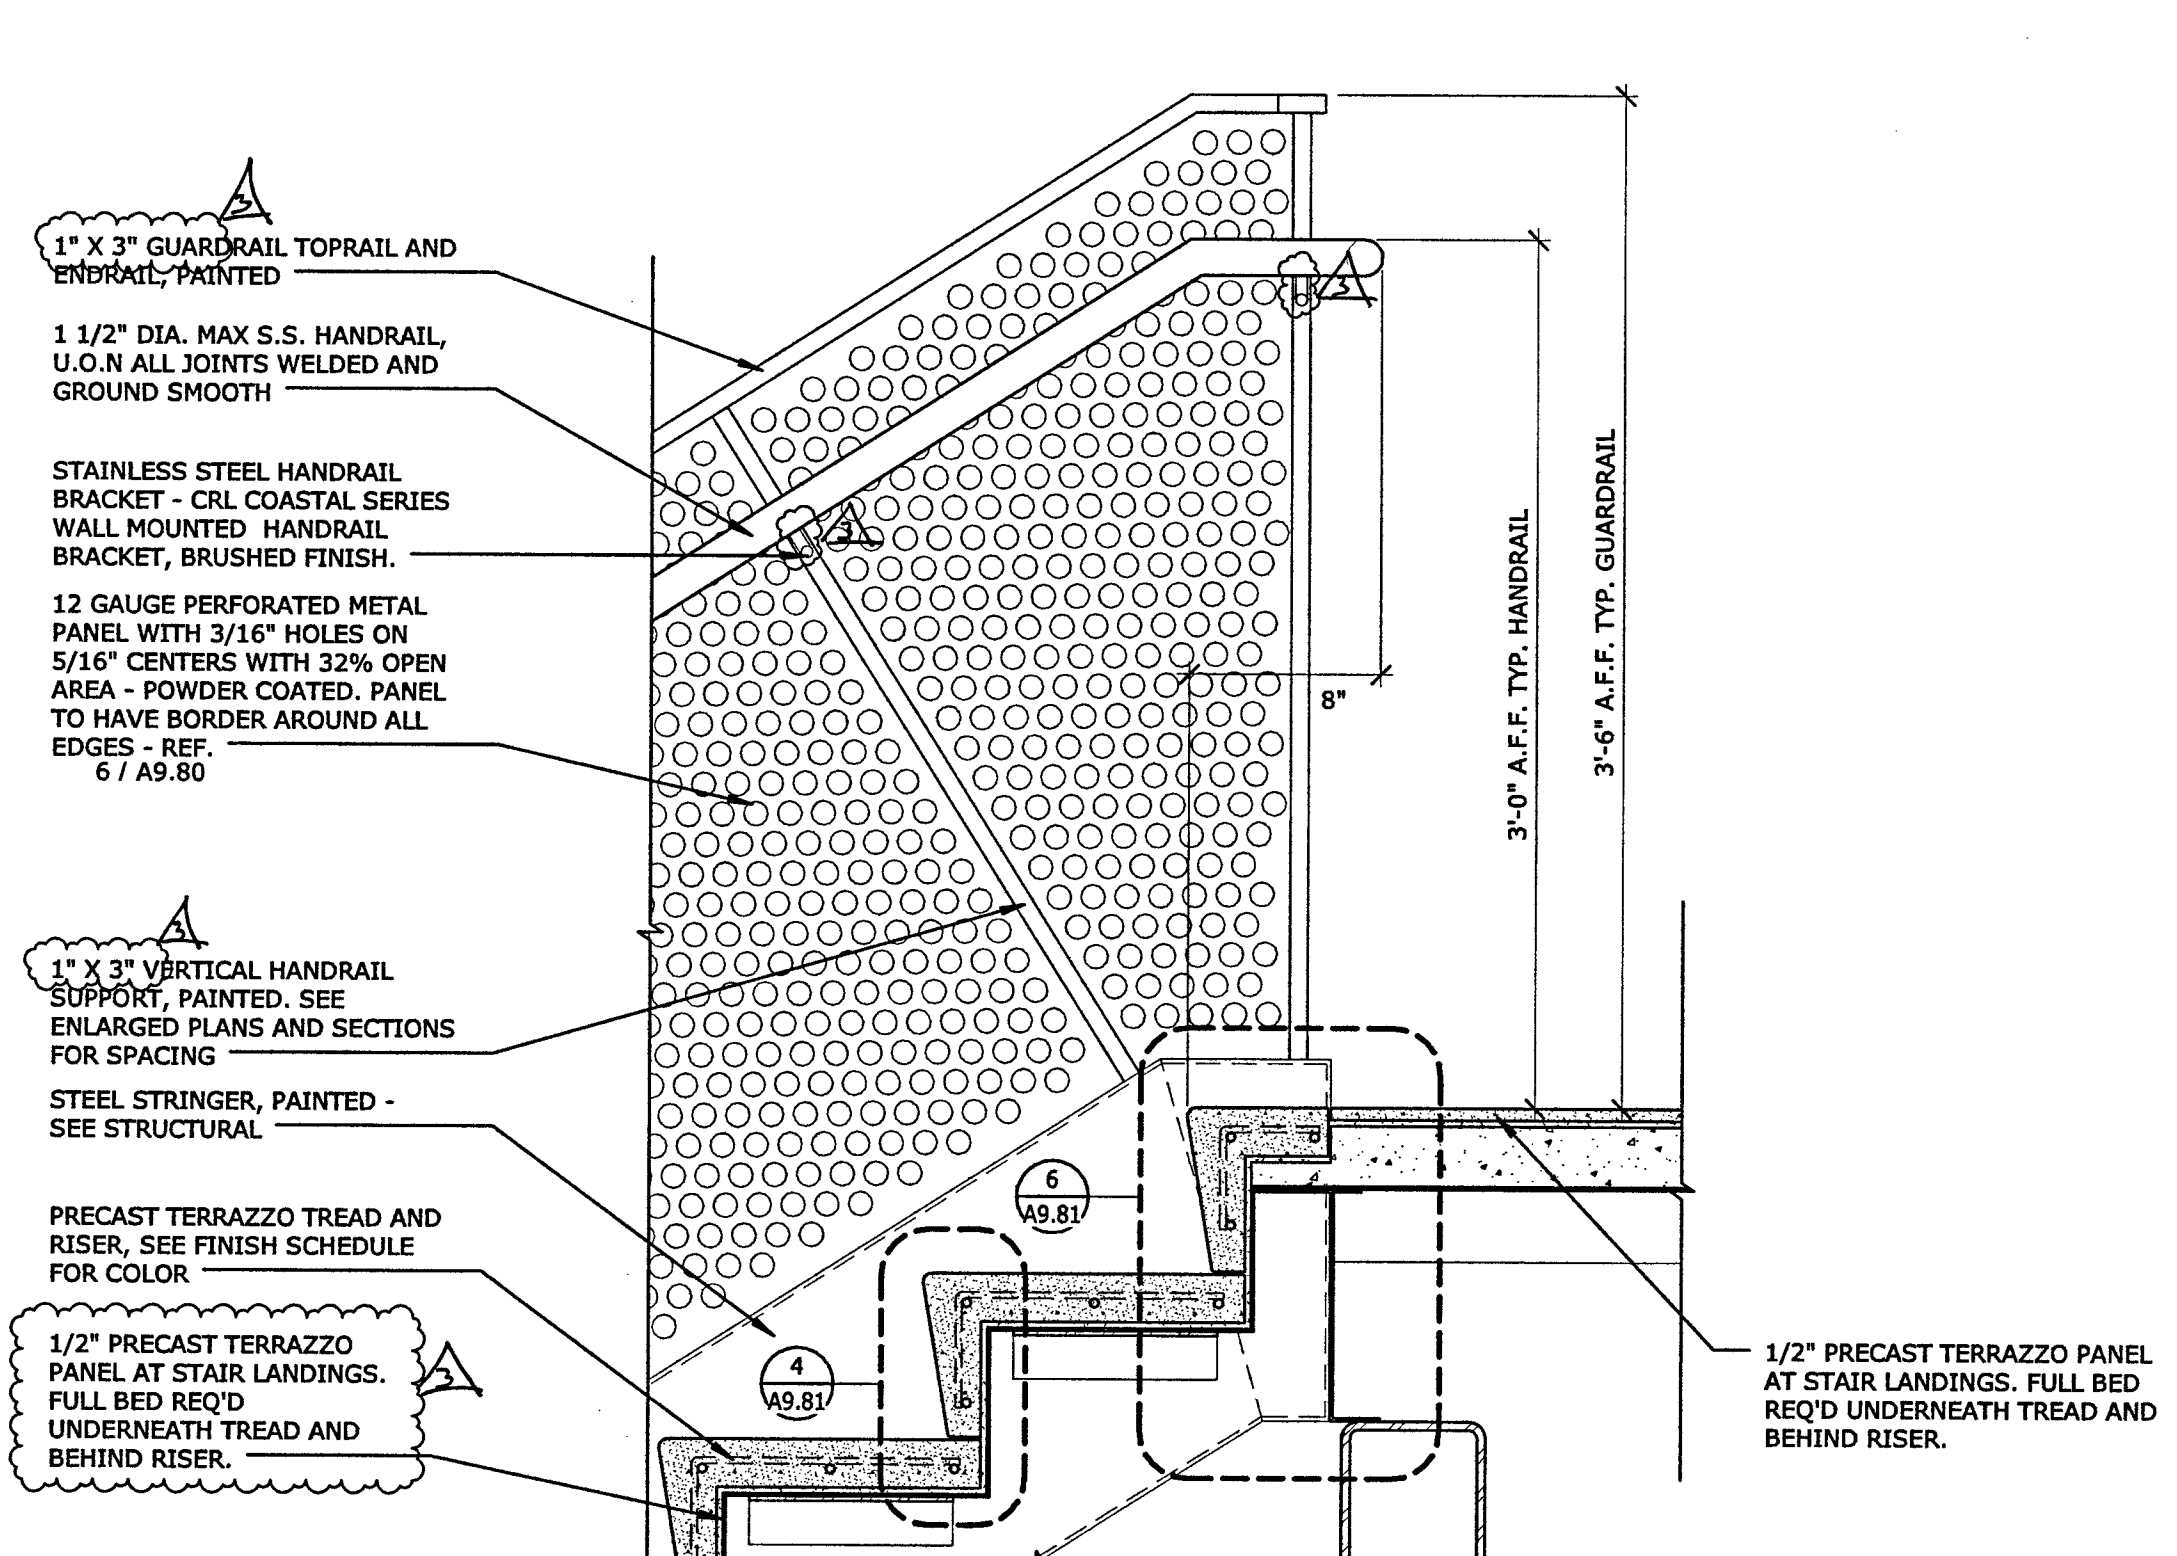 3
1" X 3" GUARDRAIL TOPRAIL AND
ENDRAIL, PAINTED
1 1/2" DIA. MAX S.S. HANDRAIL,
U.O.N ALL JOINTS WELDED AND
GROUND SMOOTH
STAINLESS STEEL HANDRAIL
BRACKET - CRL COASTAL SERIES
WALL MOUNTED HANDRAIL
BRACKET, BRUSHED FINISH.
12 GAUGE PERFORATED METAL
PANEL WITH 3/16" HOLES ON
5/16" CENTERS WITH 32% OPEN
AREA - POWDER COATED. PANEL
TO HAVE BORDER AROUND ALL
EDGES - REF.
6 / A9.80
3
1" X 3" VERTICAL HANDRAIL
SUPPORT, PAINTED. SEE
ENLARGED PLANS AND SECTIONS
FOR SPACING
STEEL STRINGER, PAINTED -
SEE STRUCTURAL
PRECAST TERRAZZO TREAD AND
RISER, SEE FINISH SCHEDULE
FOR COLOR
1/2" PRECAST TERRAZZO
PANEL AT STAIR LANDINGS.
FULL BED REQ'D
UNDERNEATH TREAD AND
BEHIND RISER.
3
3
3
8"
3'-0" A.F.F. TYP. HANDRAIL
3'-6" A.F.F. TYP. GUARDRAIL
6
A9.81
4
A9.81
1/2" PRECAST TERRAZZO PANEL
AT STAIR LANDINGS. FULL BED
REQ'D UNDERNEATH TREAD AND
BEHIND RISER.